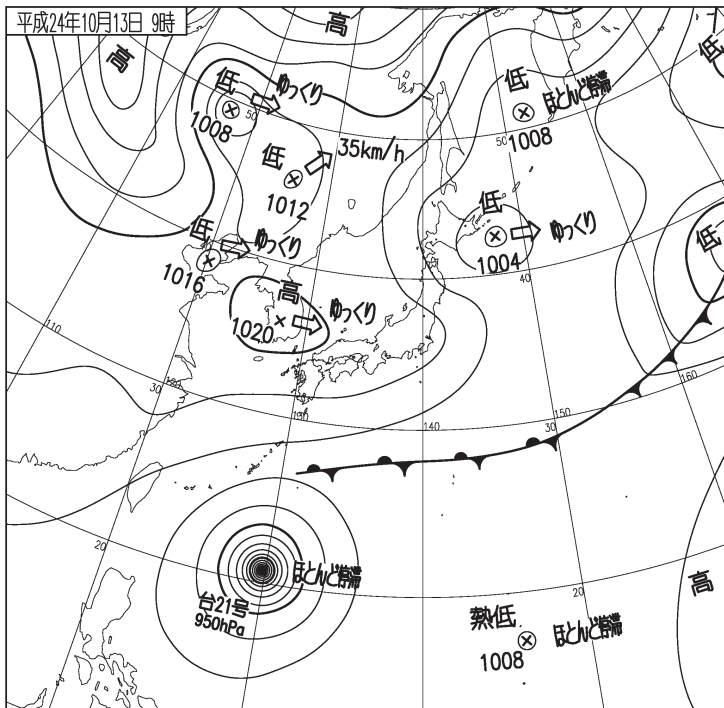 平成24年10月13日 9時
高
高
低
低
ゆっくり
低
ほとんど停滞
1008
50
50
1008
低
35km/h
1012
低
低
ゆっくり
低
ゆっくり
1004
1016
高
40
1020
ゆっくり
110
30
120
130
140
150
160
30
20
ほとんど停滞
台21号
950hPa
高
20
熱低
ほとんど停滞
1008